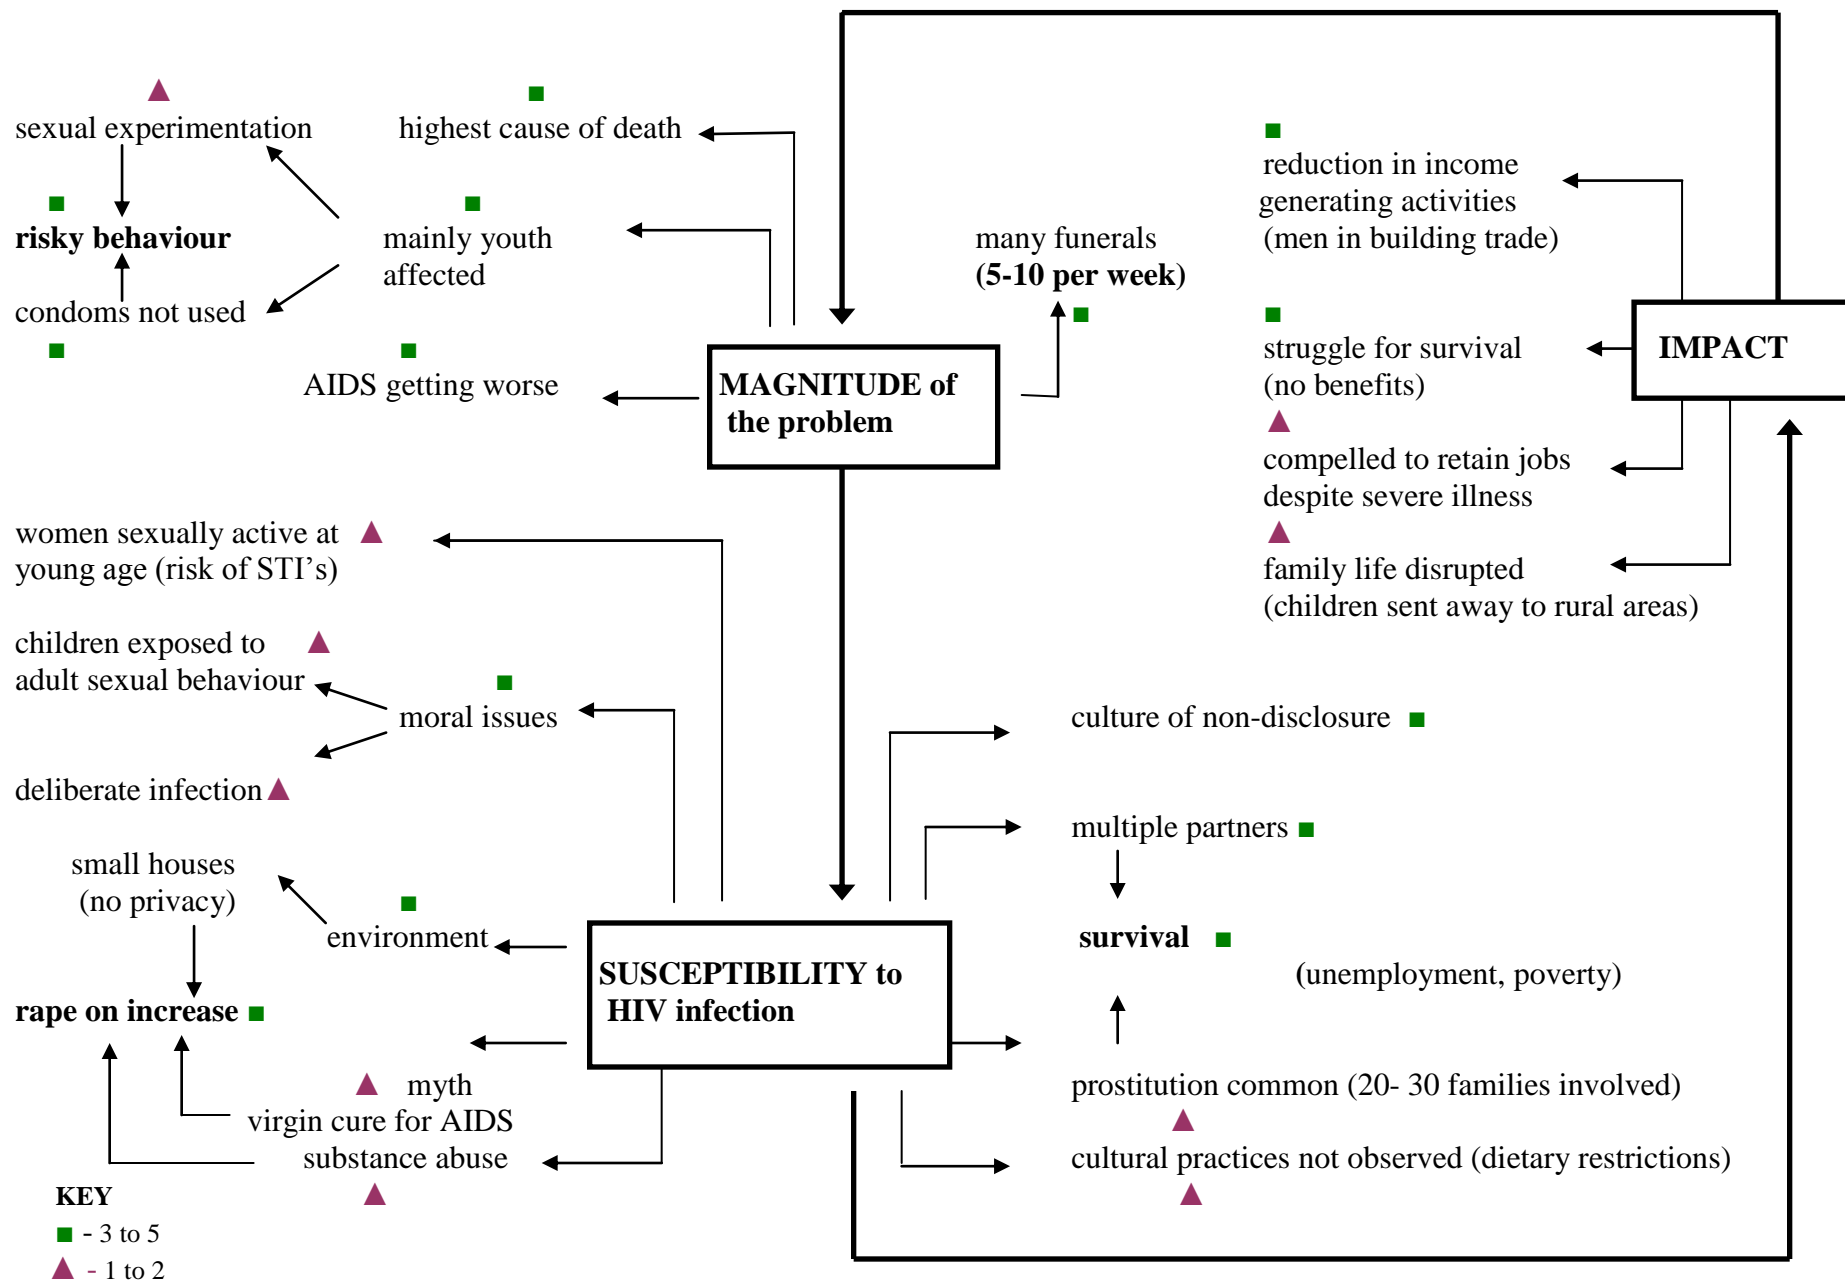 sexual experimentation
highest cause of death
risky behaviour
mainly youth
affected
condoms not used
AIDS getting worse
many funerals
(5-10 per week)
MAGNITUDE of
the problem
reduction in income
generating activities
(men in building trade)
struggle for survival
(no benefits)
compelled to retain jobs
despite severe illness
family life disrupted
(children sent away to rural areas)
IMPACT
women sexually active at
young age (risk of STI’s)
children exposed to
adult sexual behaviour
moral issues
deliberate infection
small houses
(no privacy)
environment
rape on increase
SUSCEPTIBILITY to
HIV infection
myth
virgin cure for AIDS
substance abuse
culture of non-disclosure
multiple partners
survival
(unemployment, poverty)
prostitution common (20- 30 families involved)
cultural practices not observed (dietary restrictions)
KEY
- 3 to 5
- 1 to 2